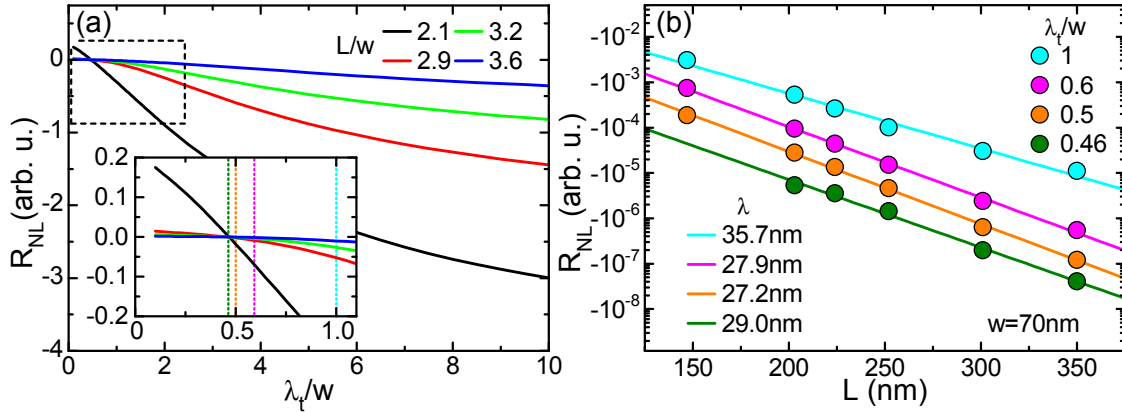 (a)
L/w
2.1 3.2
2.9 3.6
R_NL(arb. u.)
0
-1
-2
-3
-4
0.2
0.1
0.0
-0.1
-0.2
0 0.5 1.0
0 2 4 6 8 10
λ_t/w
(b)
λ_t/w
1
0.6
0.5
0.46
R_NL(arb. u.)
-10^-2
-10^-3
-10^-4
-10^-5
-10^-6
-10^-7
-10^-8
λ
35.7nm
27.9nm
27.2nm
29.0nm
w=70nm
150 200 250 300 350
L (nm)